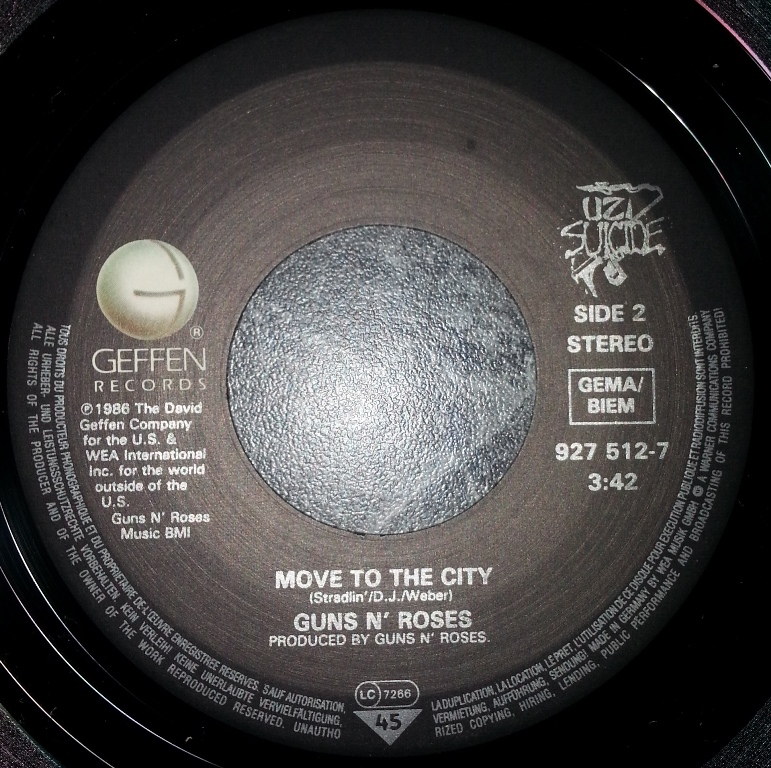 UZI
SUICIDE
SIDE 2
STEREO
GEMA/
BIEM
927 512-7
3:42
G
®
GEFFEN
RECORDS
℗1986 The David
Geffen Company
for the U.S. &
WEA International
Inc. for the world
outside of the
U.S.
Guns N' Roses
Music BMI
MOVE TO THE CITY
(Stradlin'/D.J./Weber)
GUNS N' ROSES
PRODUCED BY GUNS N' ROSES.
LC 7266
45
TOUS DROITS DU PRODUCTEUR PHONOGRAPHIQUE ET DU PROPRIETAIRE DE L'ŒUVRE ENREGISTREE RESERVES. SAUF AUTORISATION, LA DUPLICATION, LA LOCATION, LE PRET, L'UTILISATION DE CE DISQUE POUR EXECUTION PUBLIQUE ET RADIODIFFUSION SONT INTERDITS
ALLE URHEBER- UND LEISTUNGSSCHUTZRECHTE VORBEHALTEN. KEIN VERLEIH! KEINE UNERLAUBTE VERVIELFÄLTIGUNG, VERMIETUNG, AUFFÜHRUNG, SENDUNG! MADE IN GERMANY BY WEA MUSIK GMBH A WARNER COMMUNICATIONS COMPANY
ALL RIGHTS OF THE PRODUCER AND OF THE OWNER OF THE WORK REPRODUCED RESERVED. UNAUTHORIZED COPYING, HIRING, LENDING, PUBLIC PERFORMANCE AND BROADCASTING OF THIS RECORD PROHIBITED!